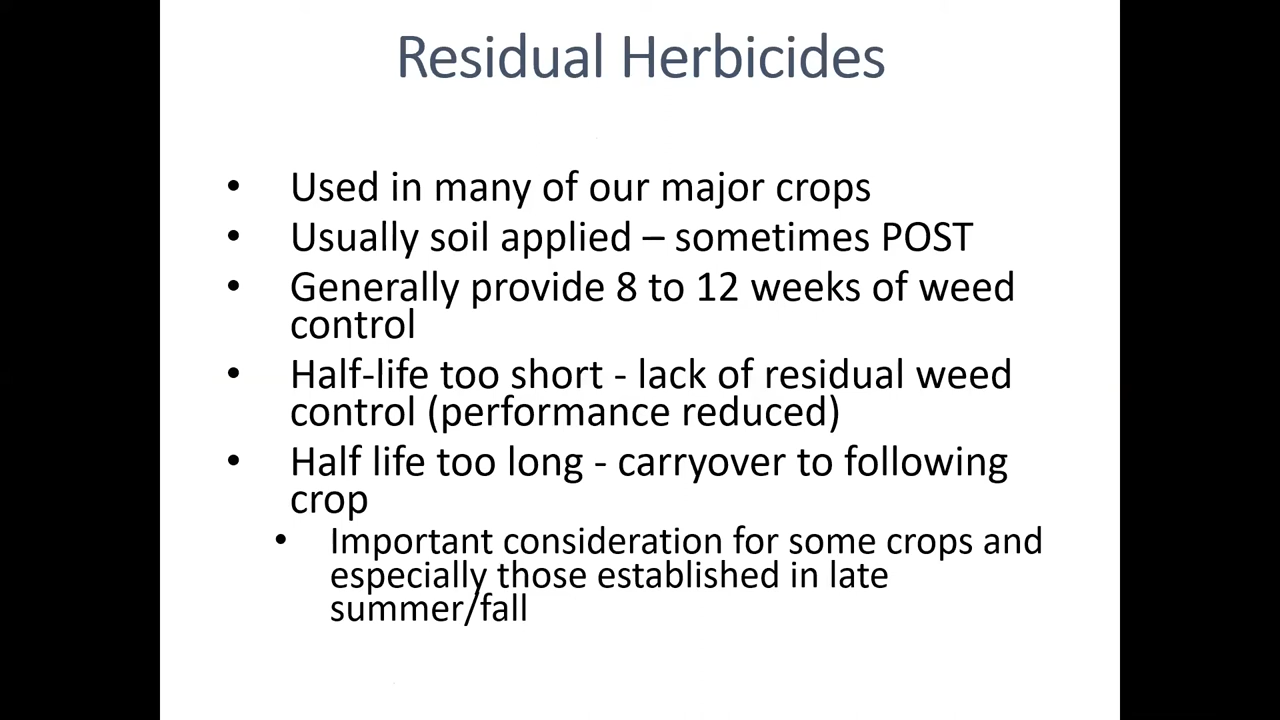 Residual Herbicides
• Used in many of our major crops
• Usually soil applied – sometimes POST
• Generally provide 8 to 12 weeks of weed
control
• Half-life too short - lack of residual weed
control (performance reduced)
• Half life too long - carryover to following
crop
• Important consideration for some crops and
especially those established in late
summer/fall